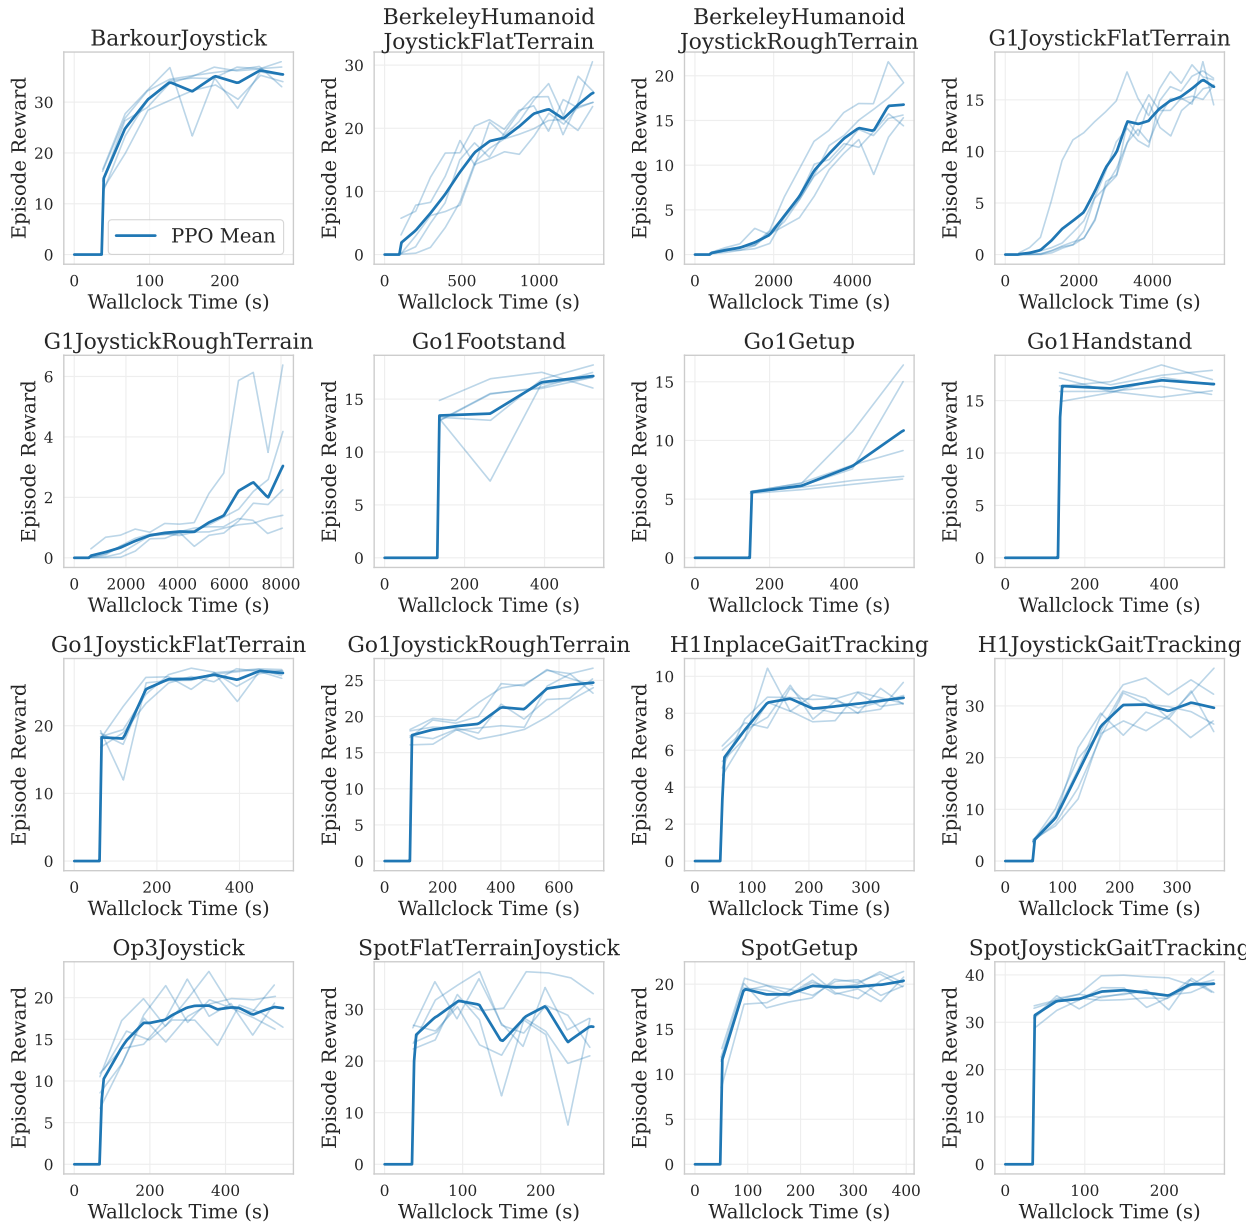 BarkourJoystick
Episode Reward
30
20
10
0
PPO Mean
0
100
200
Wallclock Time (s)
BerkeleyHumanoid
JoystickFlatTerrain
Episode Reward
30
20
10
0
500
1000
Wallclock Time (s)
BerkeleyHumanoid
JoystickRoughTerrain
Episode Reward
20
15
10
5
0
0
2000
4000
Wallclock Time (s)
G1JoystickFlatTerrain
Episode Reward
15
10
5
0
0
2000
4000
Wallclock Time (s)
G1JoystickRoughTerrain
Episode Reward
6
4
2
0
0
2000
4000
6000
8000
Wallclock Time (s)
Go1Footstand
Episode Reward
15
10
5
0
0
200
400
Wallclock Time (s)
Go1Getup
Episode Reward
15
10
5
0
0
200
400
Wallclock Time (s)
Go1Handstand
Episode Reward
15
10
5
0
0
200
400
Wallclock Time (s)
Go1JoystickFlatTerrain
Episode Reward
20
10
0
0
200
400
Wallclock Time (s)
Go1JoystickRoughTerrain
Episode Reward
25
20
15
10
5
0
0
200
400
600
Wallclock Time (s)
H1InplaceGaitTracking
Episode Reward
10
8
6
4
2
0
0
100
200
300
Wallclock Time (s)
H1JoystickGaitTracking
Episode Reward
30
20
10
0
0
100
200
300
Wallclock Time (s)
Op3Joystick
Episode Reward
20
15
10
5
0
0
200
400
Wallclock Time (s)
SpotFlatTerrainJoystick
Episode Reward
30
20
10
0
0
100
200
Wallclock Time (s)
SpotGetup
Episode Reward
20
15
10
5
0
0
100
200
300
400
Wallclock Time (s)
SpotJoystickGaitTracking
Episode Reward
40
30
20
10
0
0
100
200
Wallclock Time (s)